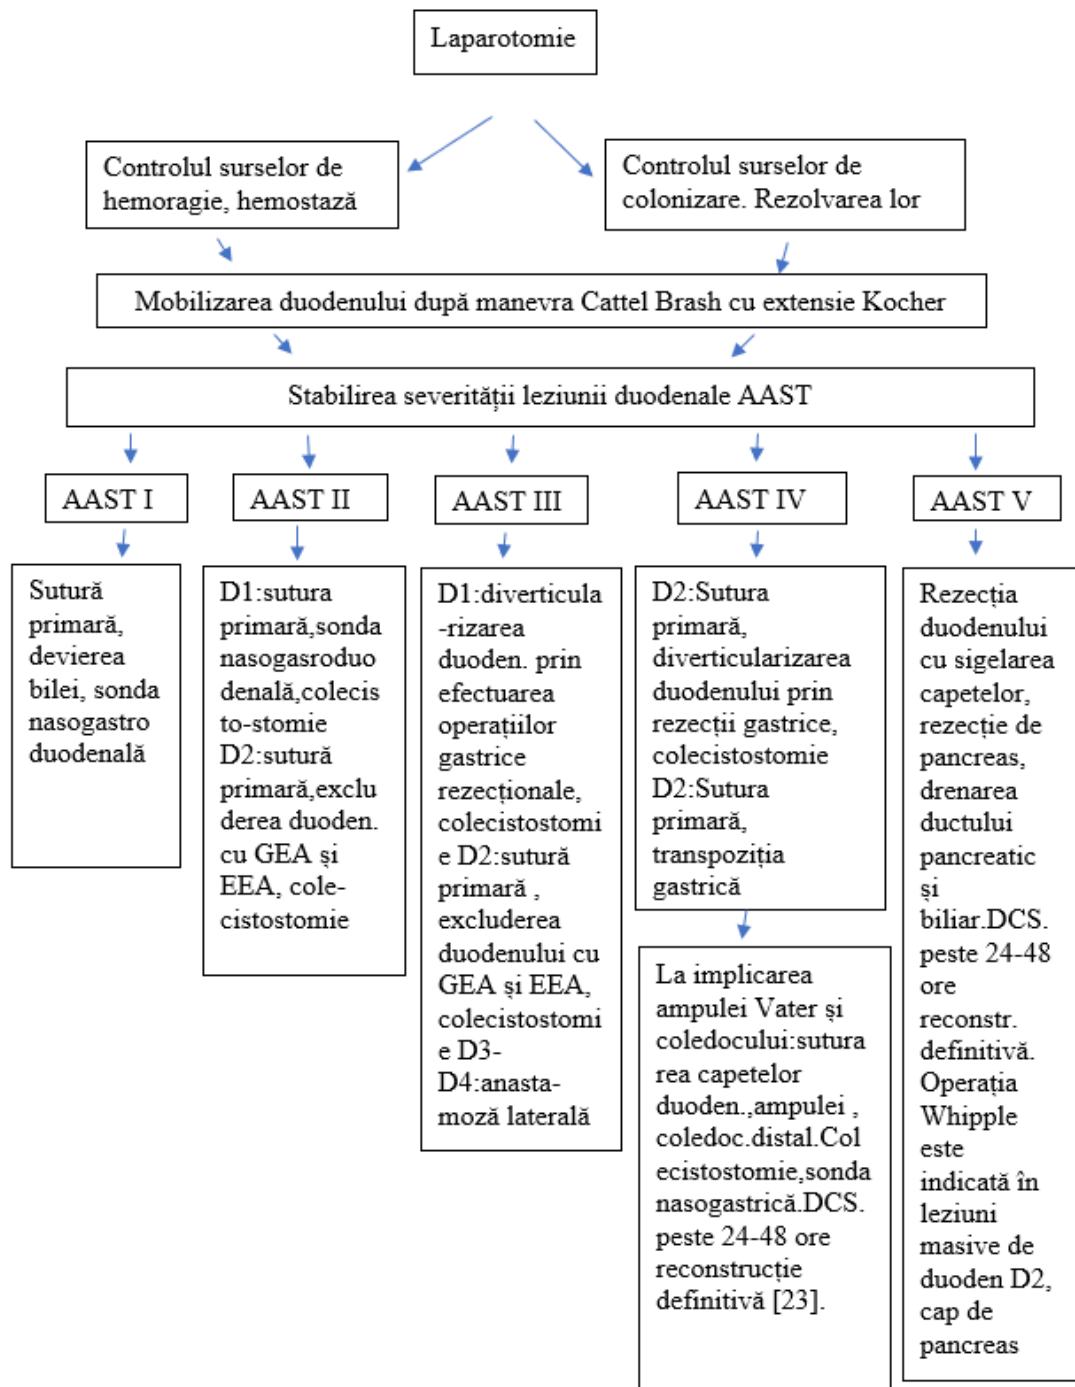 Laparotomie
Controlul surselor de
hemoragie, hemostază
Controlul surselor de
colonizare. Rezolvarea lor
Mobilizarea duodenului după manevra Cattel Brash cu extensie Kocher
Stabilirea severității leziunii duodenale AAST
AAST I
AAST II
AAST III
AAST IV
AAST V
Sutură
primară,
devierea
bilei, sonda
nasogastro
duodenală
D1:sutura
primară,sonda
nasogasroduo
denală,colecis
to-stomie
D2:sutură
primară,exclu
derea duoden.
cu GEA și
EEA, cole-
cistostomie
D1:diverticula
-rizarea
duoden. prin
efectuarea
operațiilor
gastrice
rezecționale,
colecistostomi
e D2:sutură
primară ,
excluderea
duodenului cu
GEA și EEA,
colecistostomi
e D3-
D4:anasta-
moză laterală
D2:Sutura
primară,
diverticularizarea
duodenului prin
rezecții gastrice,
colecistostomie
D2:Sutura
primară,
transpoziția
gastrică
La implicarea
ampulei Vater și
coledocului:sutura
rea capetelor
duoden.,ampulei ,
coledoc.distal.Col
ecistostomie,sonda
nasogastrică.DCS.
peste 24-48 ore
reconstrucție
definitivă [23].
Rezecția
duodenului
cu sigelarea
capetelor,
rezecție de
pancreas,
drenarea
ductului
pancreatic
și
biliar.DCS.
peste 24-48
ore
reconstr.
definitivă.
Operația
Whipple
este
indicată în
leziuni
masive de
duoden D2,
cap de
pancreas